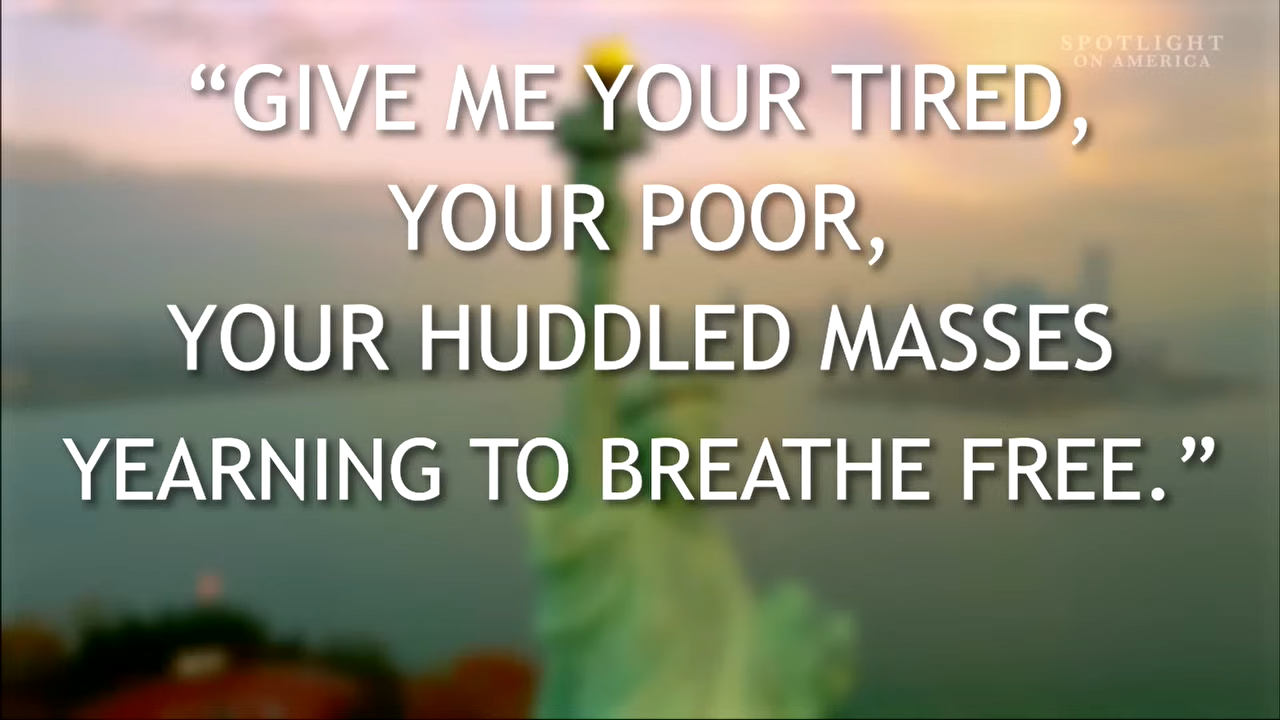 SPOTLIGHT
ON AMERICA
“GIVE ME YOUR TIRED,
YOUR POOR,
YOUR HUDDLED MASSES
YEARNING TO BREATHE FREE.”